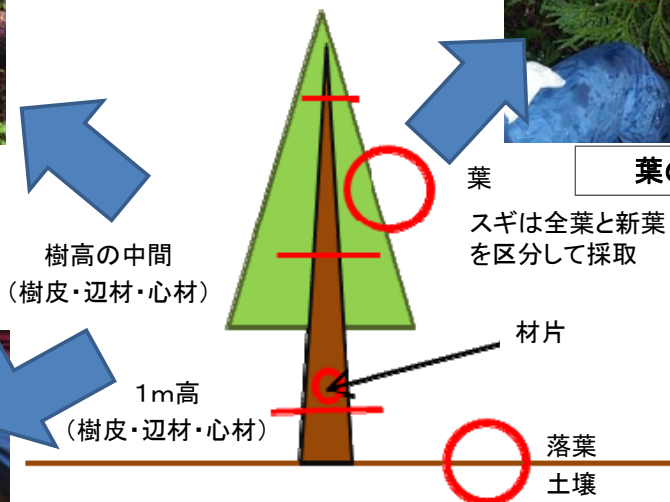 葉
葉の
スギは全葉と新葉
を区分して採取
樹高の中間
（樹皮・辺材・心材）
材片
1m高
（樹皮・辺材・心材）
落葉
土壌